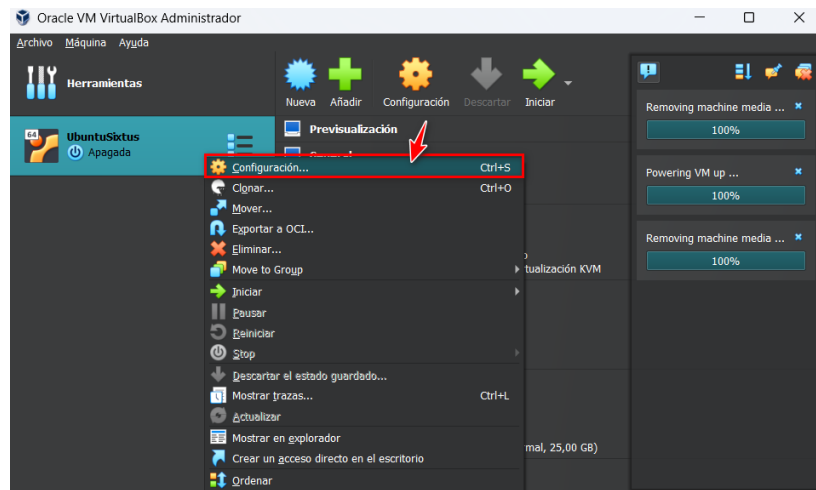 Oracle VM VirtualBox Administrador
Archivo Máquina Ayuda
Herramientas
Nueva Añadir Configuración Descartar Iniciar
64 UbuntuSixtus
Apagada
Previsualización
General
Configuración... Ctrl+S
Clonar... Ctrl+O
Mover...
Exportar a OCI...
Eliminar...
Move to Group
tualización KVM
Iniciar
Pausar
Reiniciar
Stop
Descartar el estado guardado...
Mostrar trazas... Ctrl+L
Actualizar
Mostrar en explorador
mal, 25,00 GB)
Crear un acceso directo en el escritorio
Ordenar
Removing machine media ...
100%
Powering VM up ...
100%
Removing machine media ...
100%